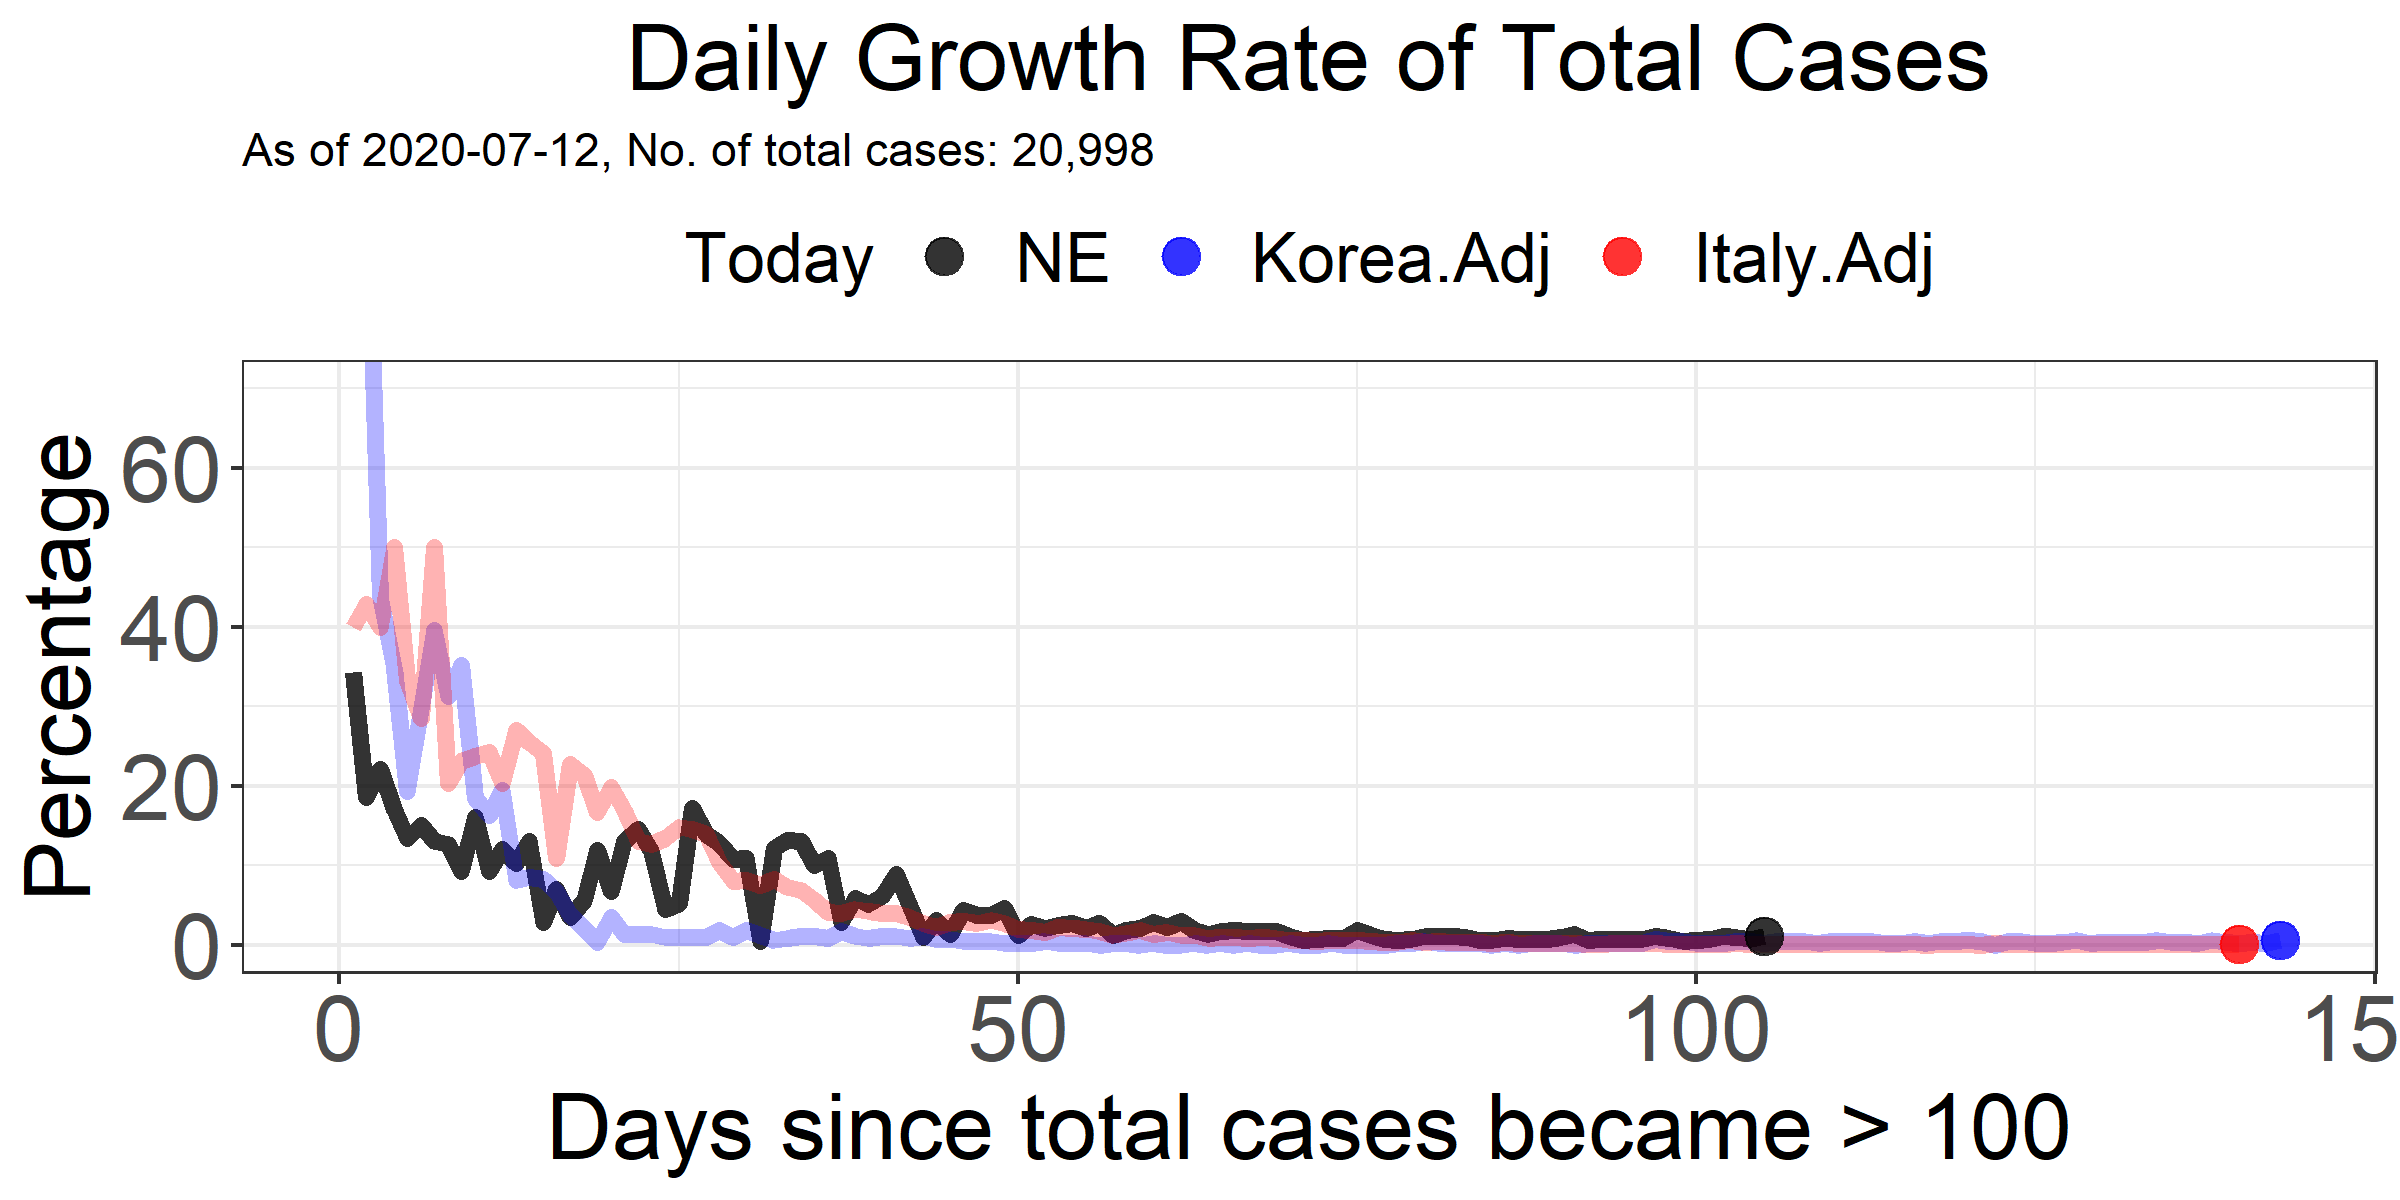 Daily Growth Rate of Total Cases
As of 2020-07-12, No. of total cases: 20,998
Today NE Korea.Adj Italy.Adj
Percentage
60
40
20
0
0 50 100 15
Days since total cases became > 100